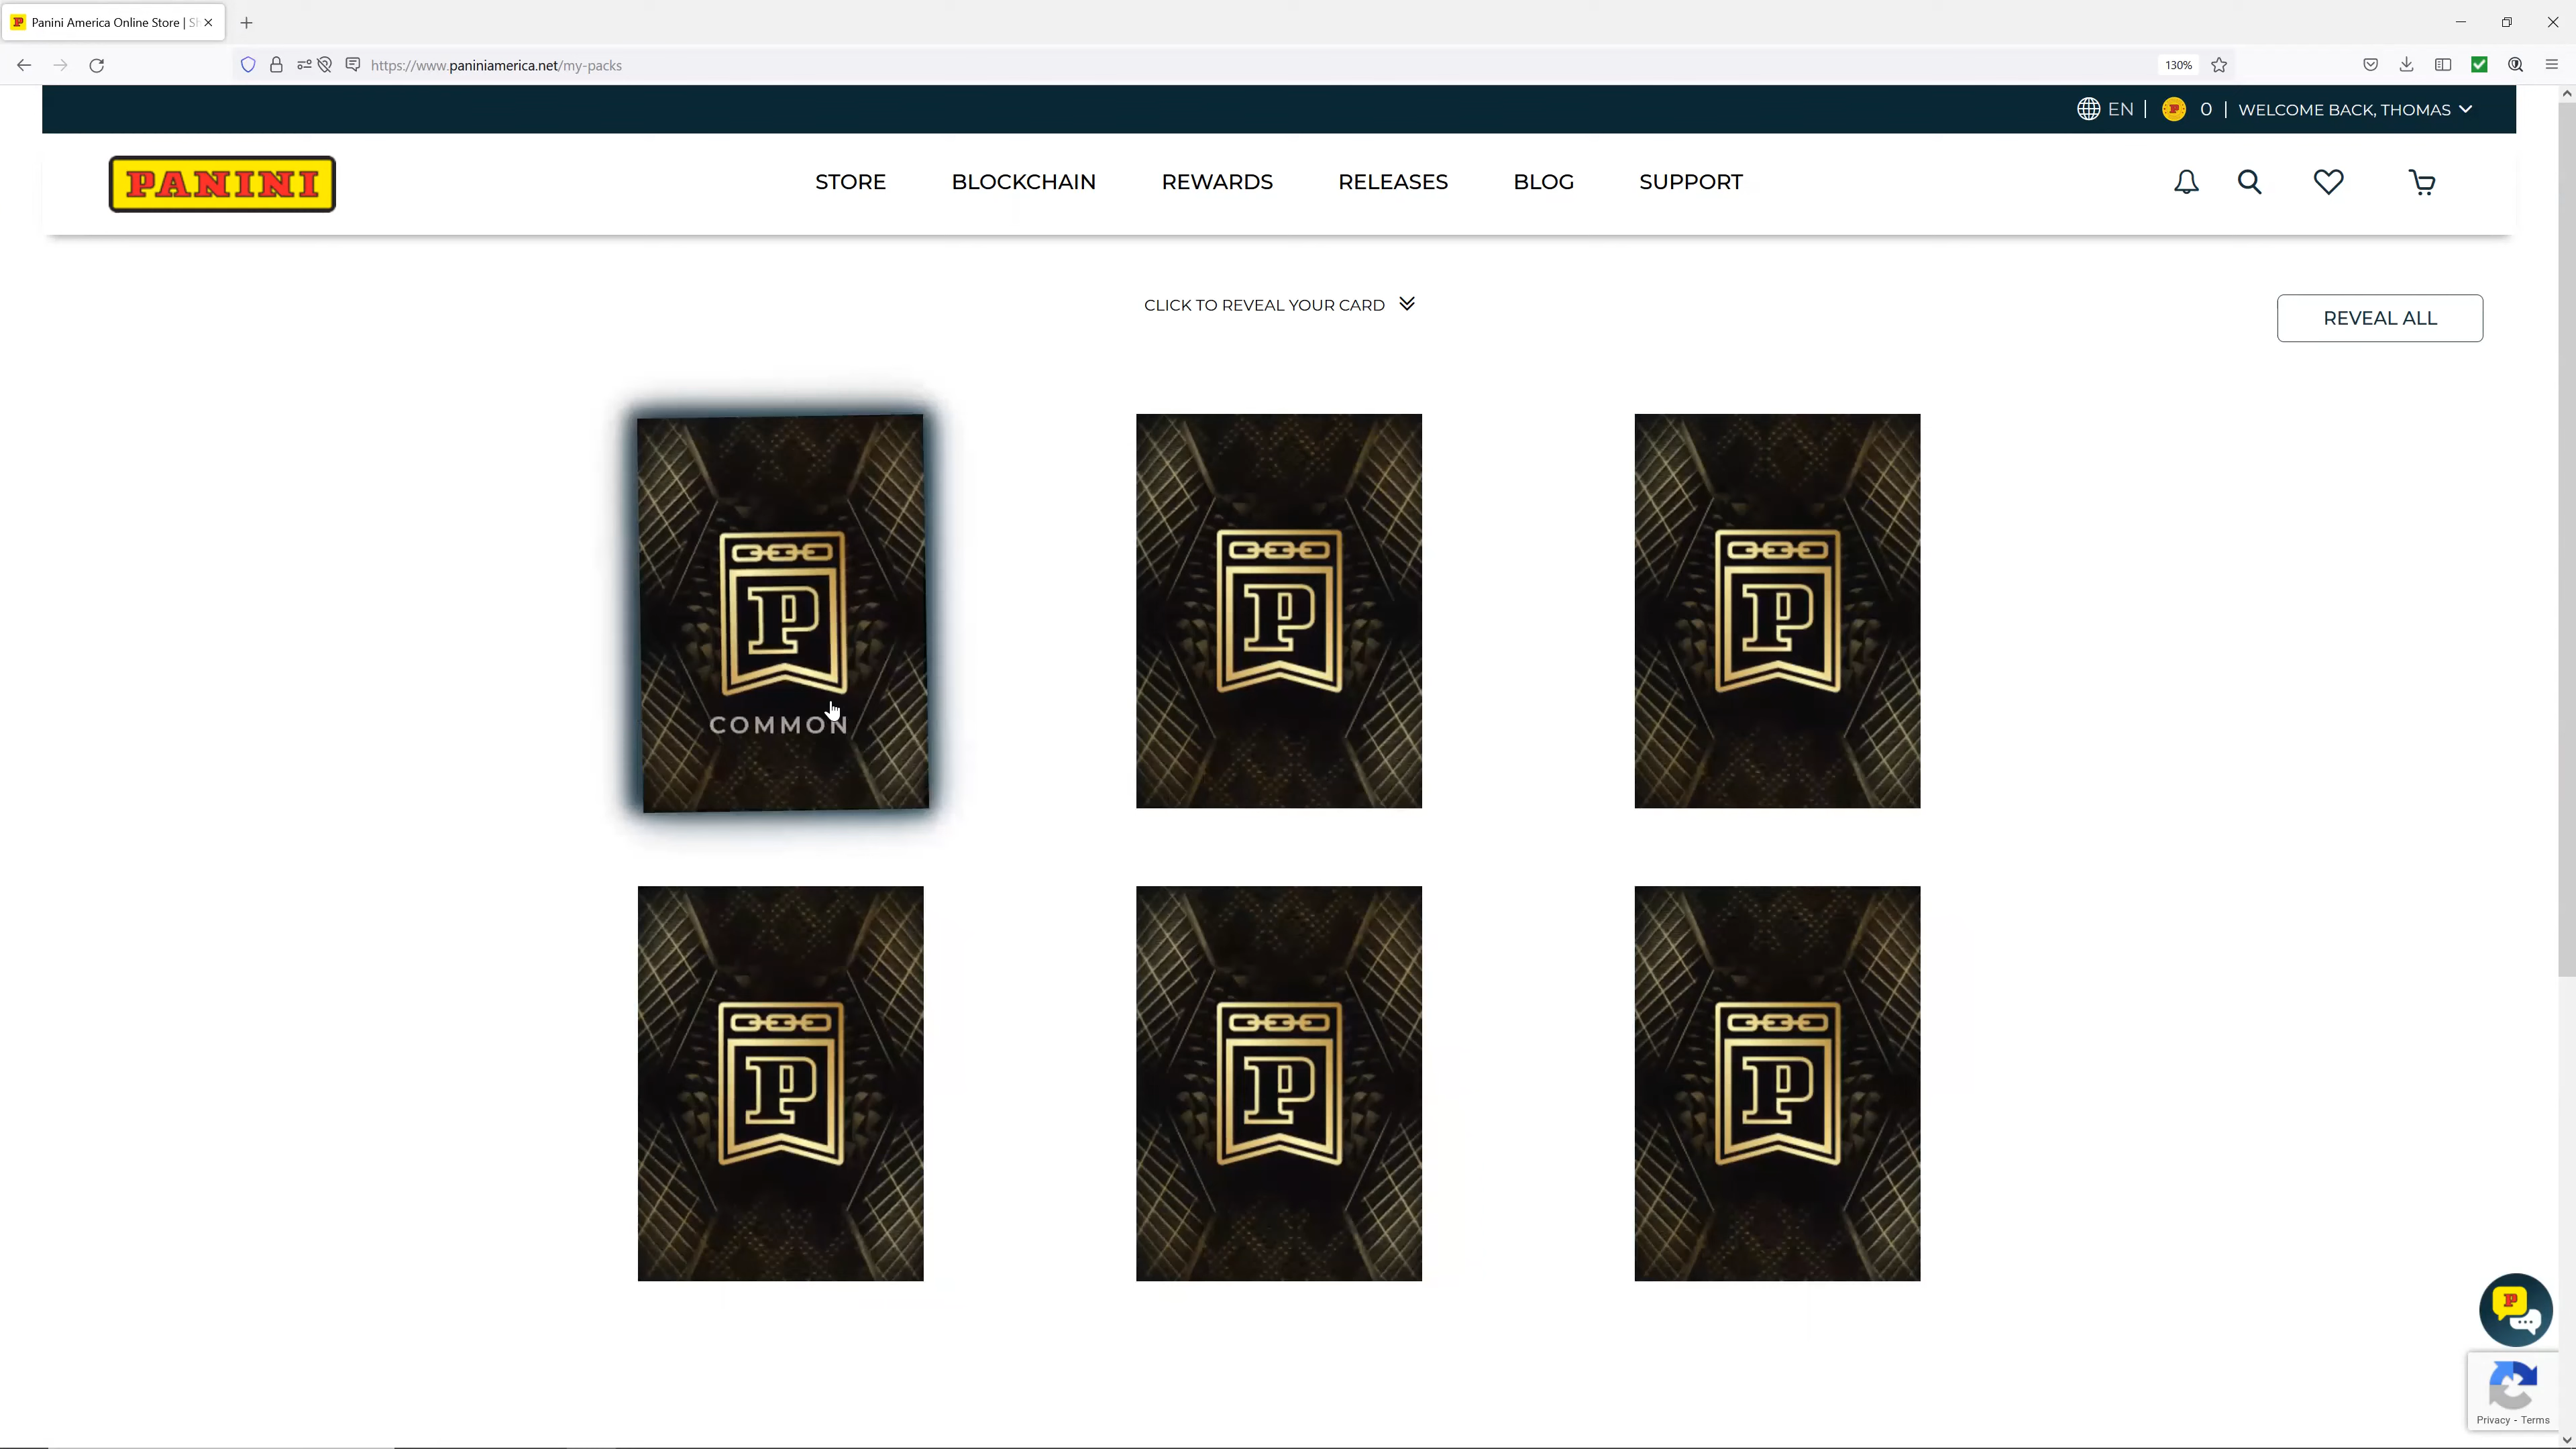 Panini America Online Store | S
https://www.paniniamerica.net/my-packs
130%
EN | P 0 | WELCOME BACK, THOMAS
PANINI
STORE BLOCKCHAIN REWARDS RELEASES BLOG SUPPORT
CLICK TO REVEAL YOUR CARD
REVEAL ALL
P
COMMON
P
P
P
P
P
P
Privacy - Terms